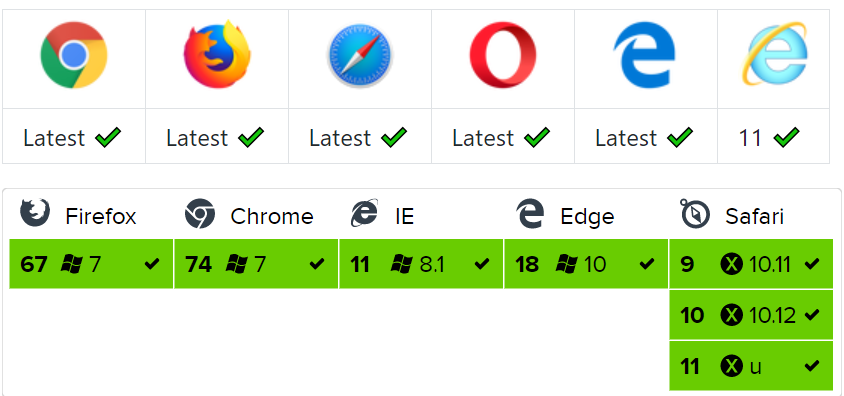 Latest ✔ Latest ✔ Latest ✔ Latest ✔ Latest ✔ 11 ✔
Firefox Chrome IE Edge Safari
67 7 ✔ 74 7 ✔ 11 8.1 ✔ 18 10 ✔ 9 X 10.11 ✔
10 X 10.12 ✔
11 X u ✔